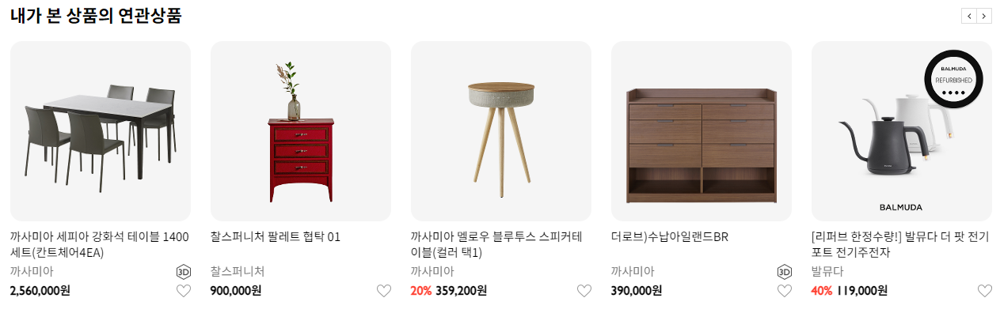 내가 본 상품의 연관상품
BALMUDA
REFURBISHED
BALMUDA
까사미아 세피아 강화석 테이블 1400
세트(칸트체어4EA)
까사미아
3D
2,560,000원
찰스퍼니처 팔레트 협탁 01
찰스퍼니처
900,000원
까사미아 멜로우 블루투스 스피커테
이블(컬러 택1)
까사미아
20% 359,200원
더로브)수납아일랜드BR
까사미아
3D
390,000원
[리퍼브 한정수량!] 발뮤다 더 팟 전기
포트 전기주전자
발뮤다
40% 119,000원